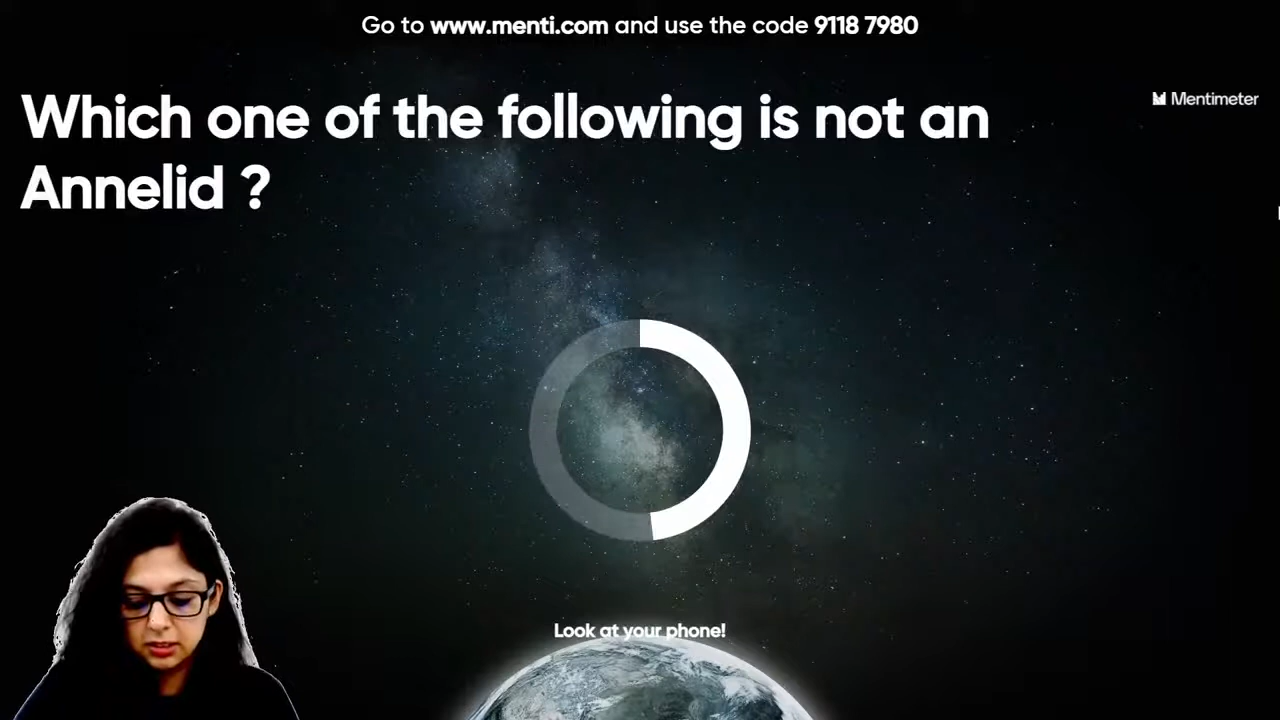 Go to www.menti.com and use the code 9118 7980
Mentimeter
Which one of the following is not an
Annelid ?
Look at your phone!